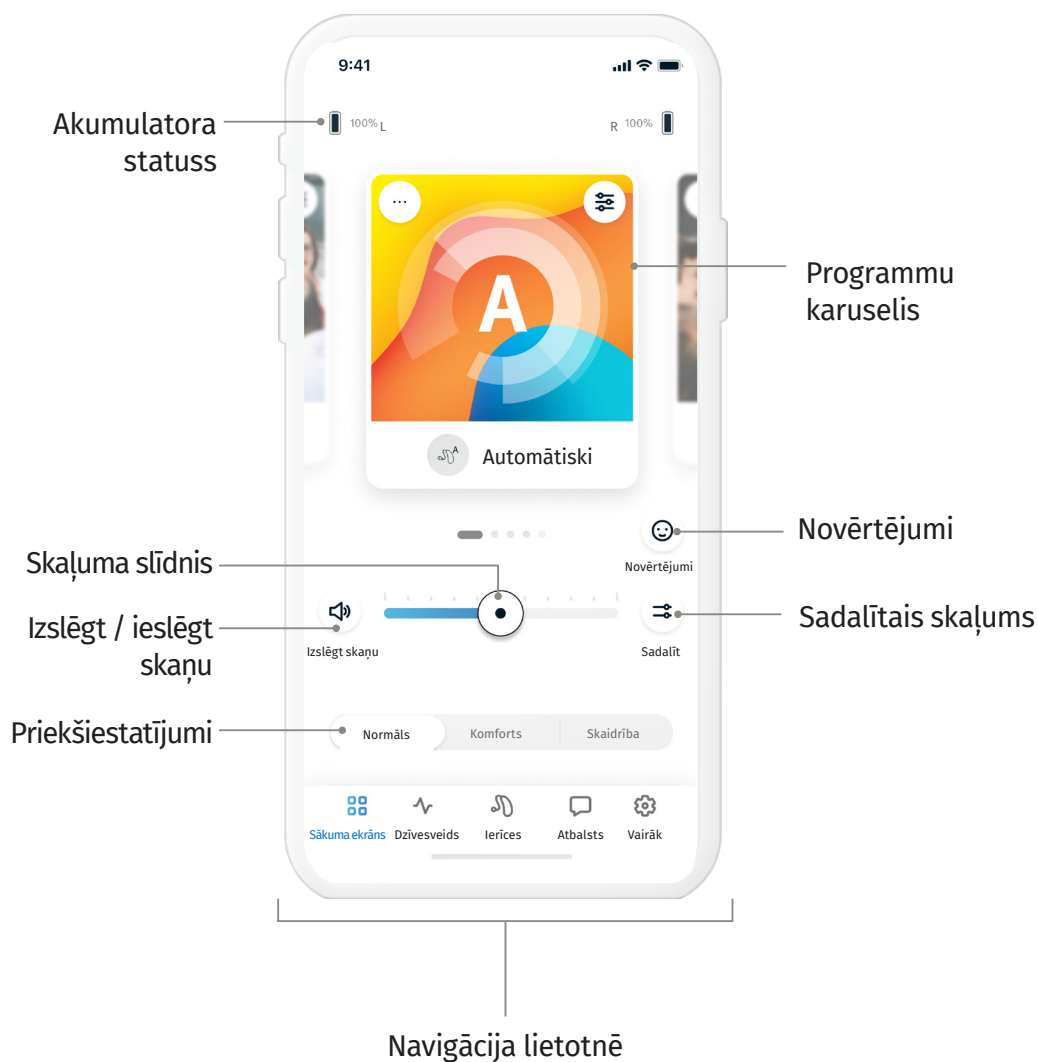 9:41
Akumulatora
statuss
100% L
R 100%
...
A
Programmu
karuselis
A
Automātiski
Novērtējumi
Novērtējumi
Skaļuma slīdnis
Izslēgt / ieslēgt
skaņu
Izslēgt skaņu
Sadalīt
Sadalītais skaļums
Priekšiestatījumi
Normāls
Komforts
Skaidrība
Sākuma ekrāns
Dzīvesveids
Ierīces
Atbalsts
Vairāk
Navigācija lietotnē